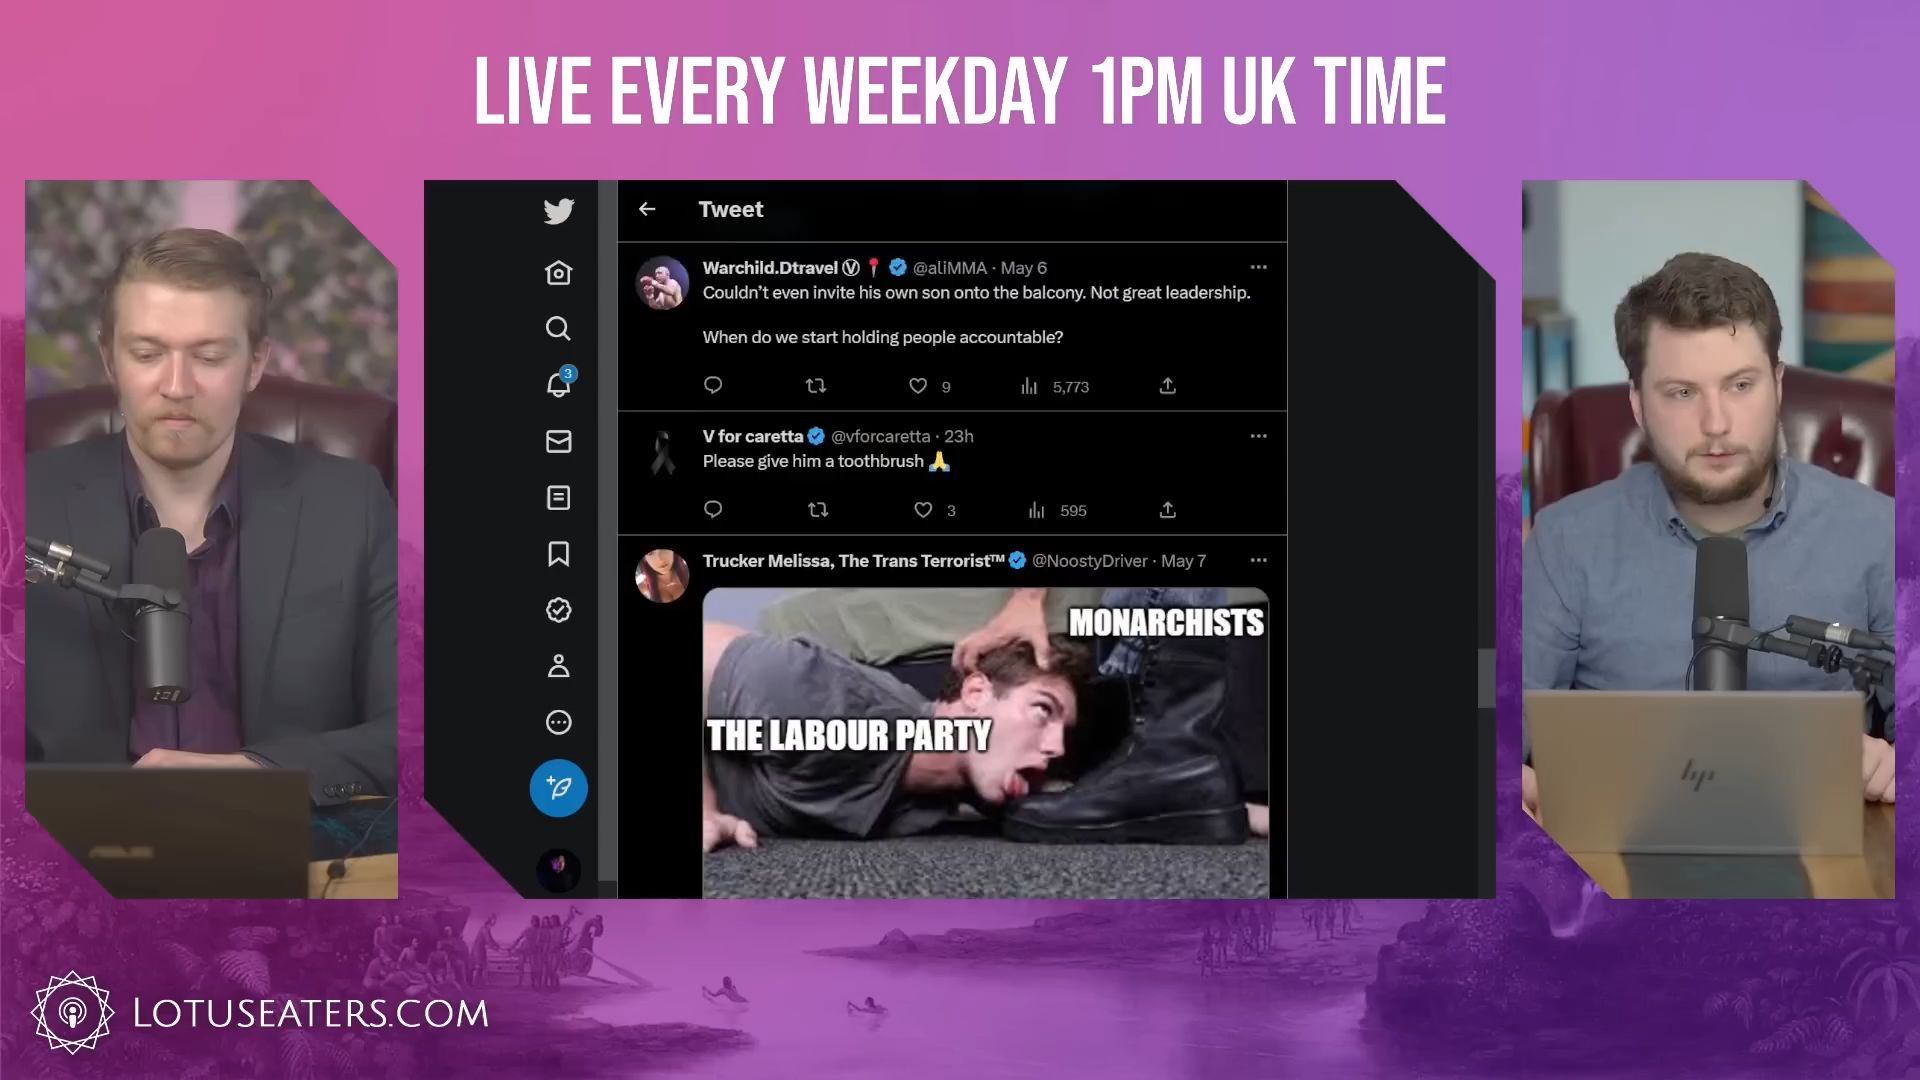 LIVE EVERY WEEKDAY 1PM UK TIME
Tweet
Warchild.Dtravel Ⓥ @aliMMA · May 6
Couldn't even invite his own son onto the balcony. Not great leadership.
When do we start holding people accountable?
9
5,773
3
V for caretta @vforcaretta · 23h
Please give him a toothbrush 🙏
3
595
Trucker Melissa, The Trans Terrorist™ @NoostyDriver · May 7
MONARCHISTS
THE LABOUR PARTY
ASUS
hp
LOTUSEATERS.COM